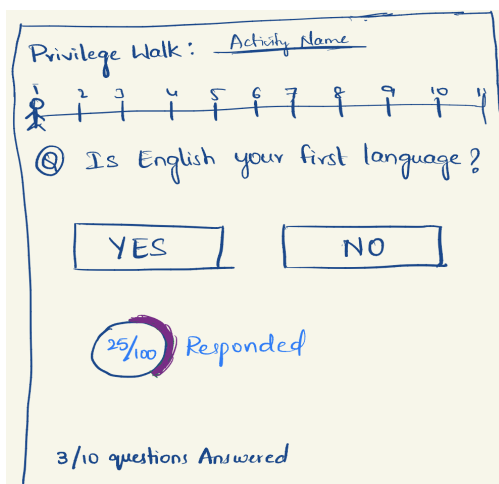 Privilege Walk: Activity Name
1 2 3 4 5 6 7 8 9 10 11
Q Is English your first language?
YES NO
25/100 Responded
3/10 questions Answered